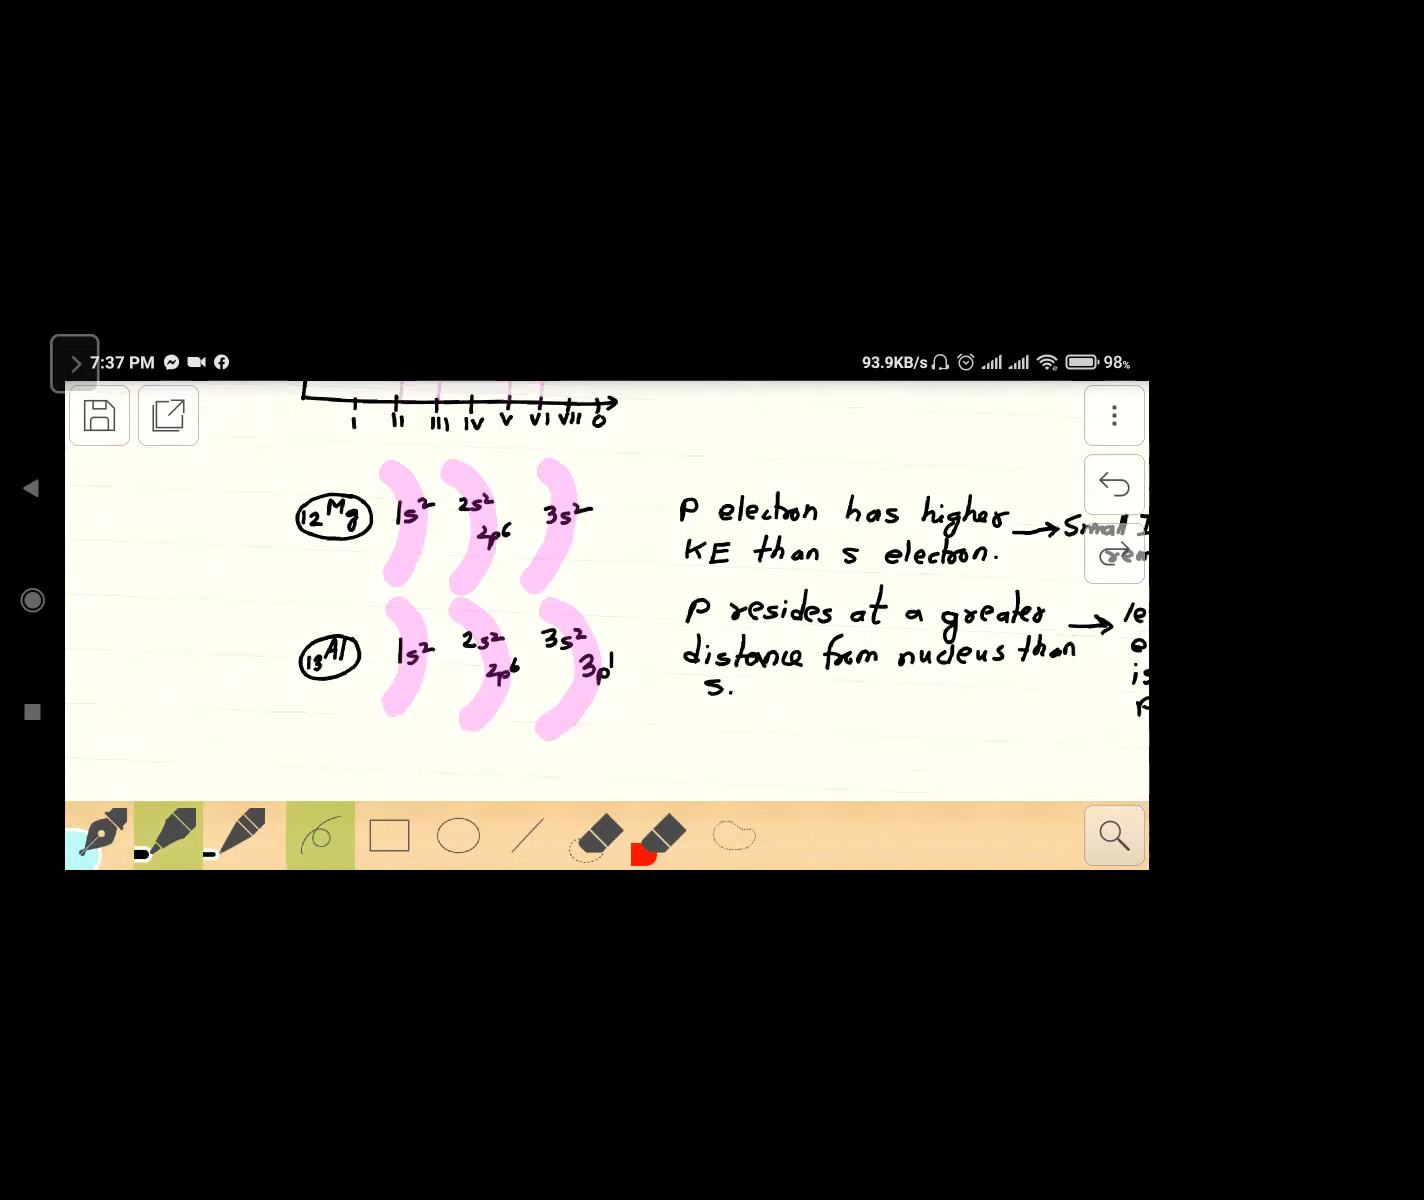 7:37 PM
93.9KB/s 98%
I II III IV V VI VII 0
12Mg 1s² 2s² 3s²
2p⁶
13Al 1s² 2s² 3s²
2p⁶ 3p¹
P electron has higher → Small
KE than s electron.
P resides at a greater →
distance from nucleus than
s.